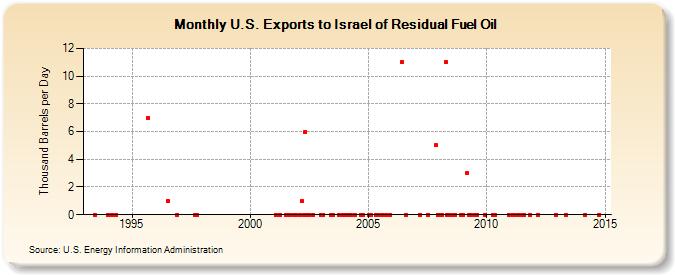 Monthly U.S. Exports to Israel of Residual Fuel Oil
Thousand Barrels per Day
12
10
8
6
4
2
0
1995 2000 2005 2010 2015
Source: U.S. Energy Information Administration